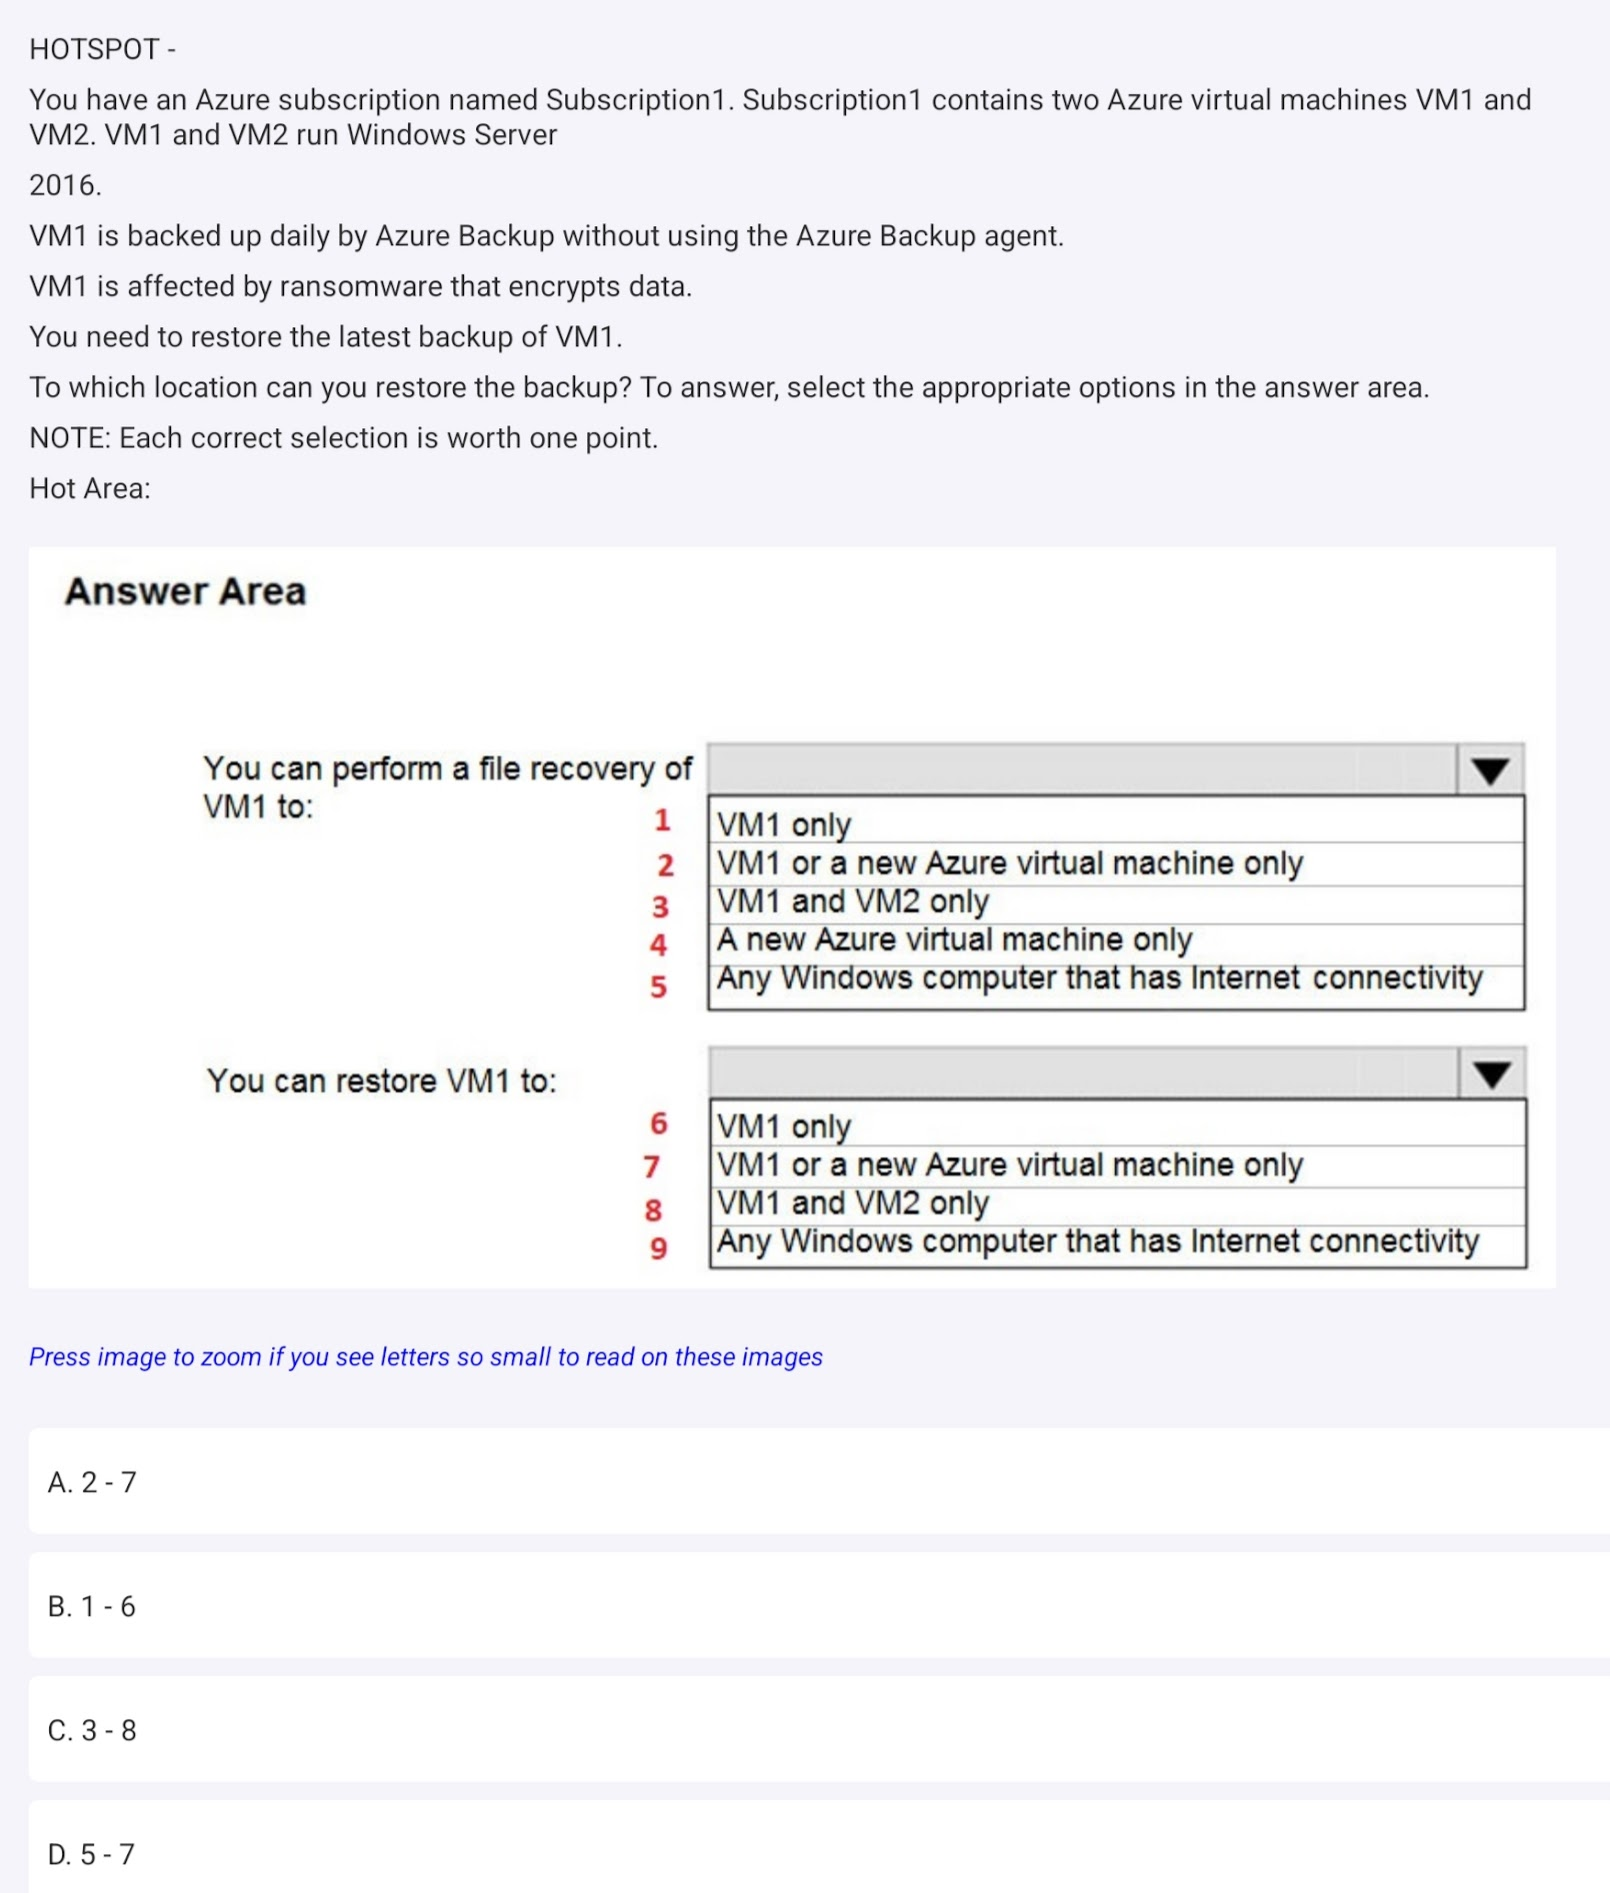 HOTSPOT -
You have an Azure subscription named Subscription1. Subscription1 contains two Azure virtual machines VM1 and
VM2. VM1 and VM2 run Windows Server
2016.
VM1 is backed up daily by Azure Backup without using the Azure Backup agent.
VM1 is affected by ransomware that encrypts data.
You need to restore the latest backup of VM1.
To which location can you restore the backup? To answer, select the appropriate options in the answer area.
NOTE: Each correct selection is worth one point.
Hot Area:
Answer Area
You can perform a file recovery of
VM1 to:
1 VM1 only
2 VM1 or a new Azure virtual machine only
3 VM1 and VM2 only
4 A new Azure virtual machine only
5 Any Windows computer that has Internet connectivity
You can restore VM1 to:
6 VM1 only
7 VM1 or a new Azure virtual machine only
8 VM1 and VM2 only
9 Any Windows computer that has Internet connectivity
Press image to zoom if you see letters so small to read on these images
A. 2 - 7
B. 1 - 6
C. 3 - 8
D. 5 - 7